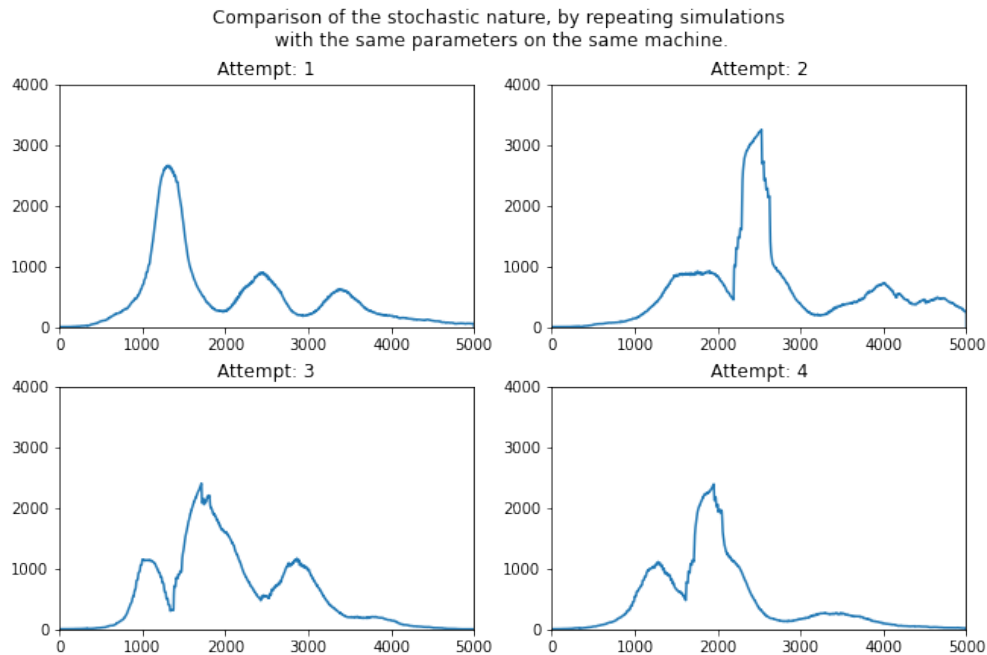 Comparison of the stochastic nature, by repeating simulations
with the same parameters on the same machine.
Attempt: 1
4000
3000
2000
1000
0
0 1000 2000 3000 4000 5000
Attempt: 2
4000
3000
2000
1000
0
0 1000 2000 3000 4000 5000
Attempt: 3
4000
3000
2000
1000
0
0 1000 2000 3000 4000 5000
Attempt: 4
4000
3000
2000
1000
0
0 1000 2000 3000 4000 5000